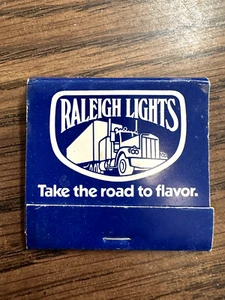 RALEIGH LIGHTS
Take the road to flavor.